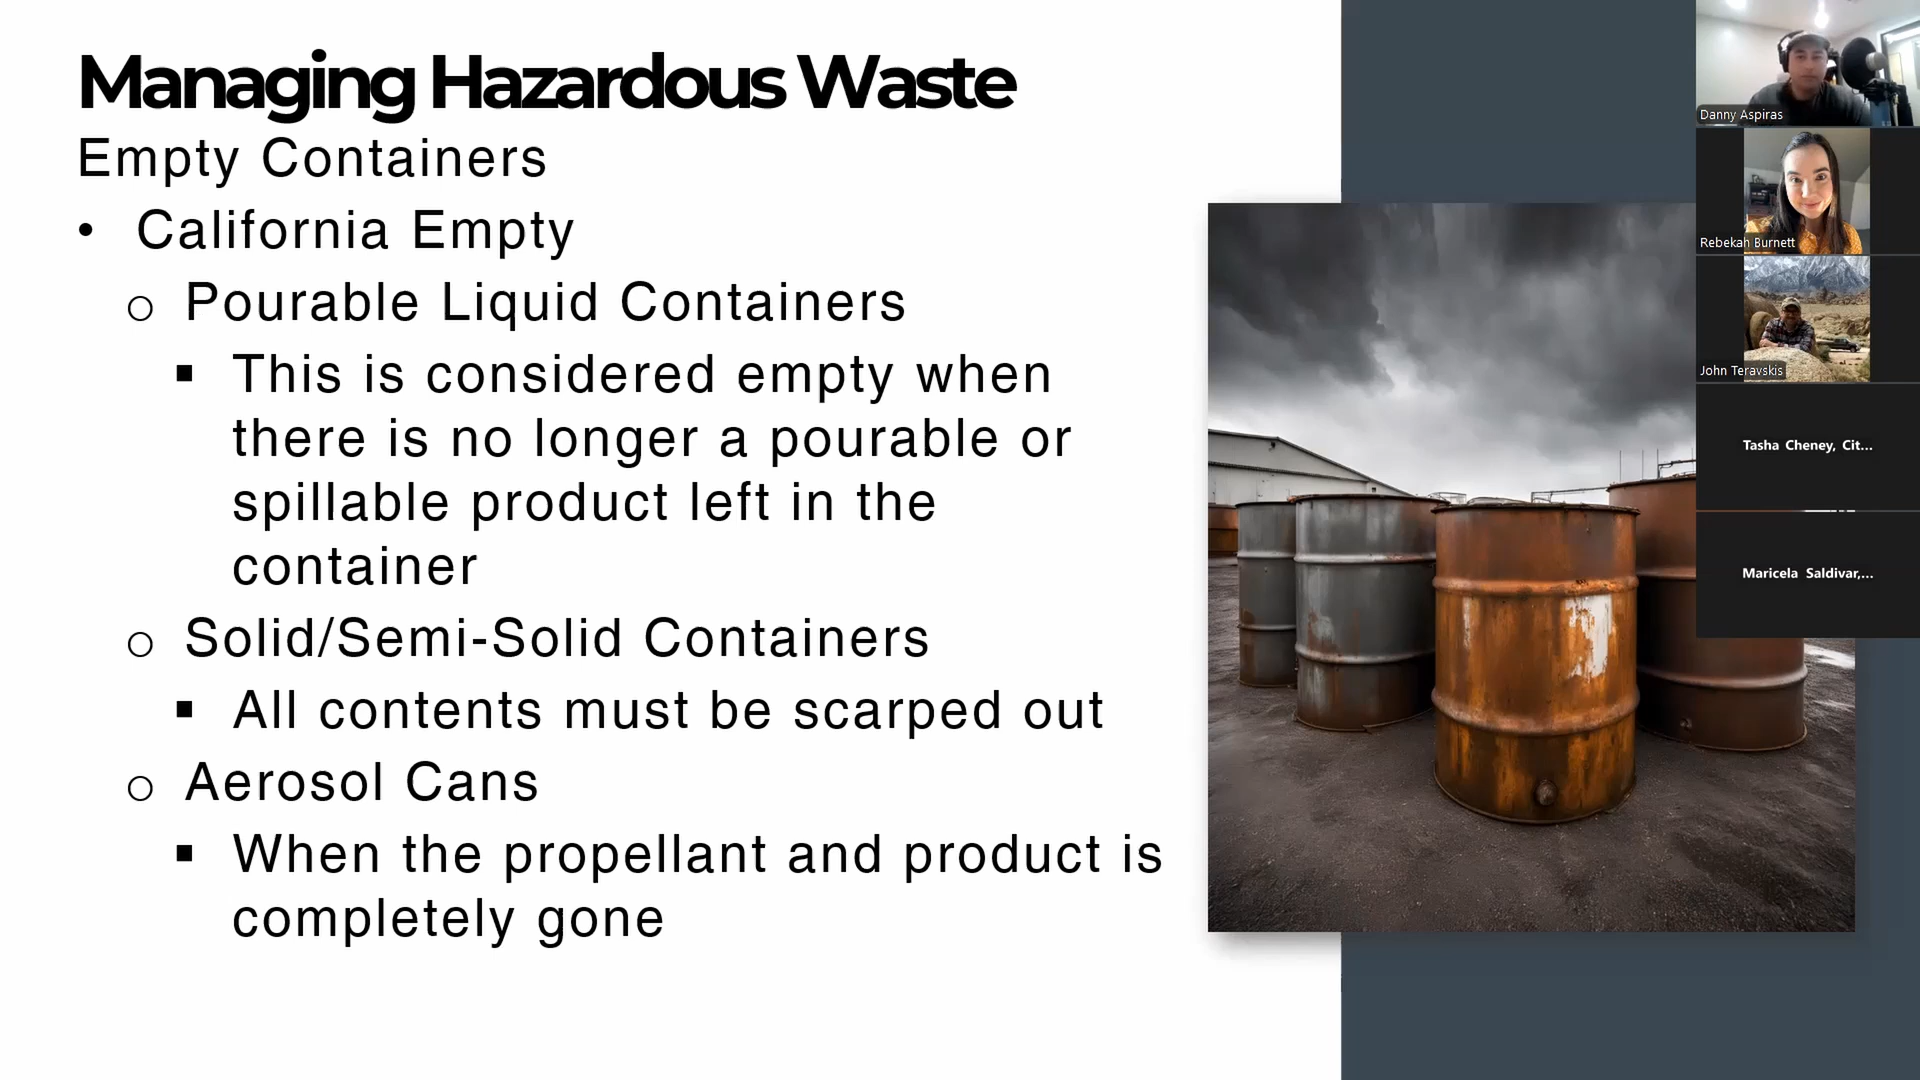 Managing Hazardous Waste
Empty Containers
• California Empty
o Pourable Liquid Containers
▪ This is considered empty when
there is no longer a pourable or
spillable product left in the
container
o Solid/Semi-Solid Containers
▪ All contents must be scarped out
o Aerosol Cans
▪ When the propellant and product is
completely gone
Danny Aspiras
Rebekah Burnett
John Teravskis
Tasha Cheney, Cit...
Maricela Saldivar,...